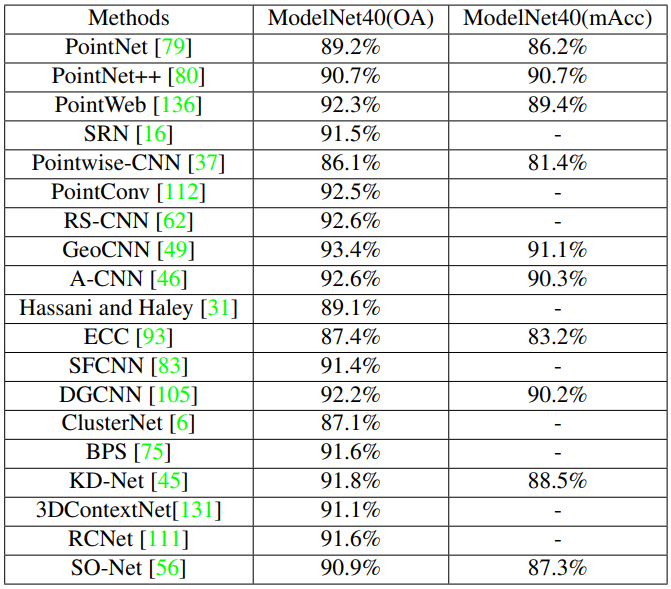 Methods ModelNet40(OA) ModelNet40(mAcc)
PointNet [79] 89.2% 86.2%
PointNet++ [80] 90.7% 90.7%
PointWeb [136] 92.3% 89.4%
SRN [16] 91.5% -
Pointwise-CNN [37] 86.1% 81.4%
PointConv [112] 92.5% -
RS-CNN [62] 92.6% -
GeoCNN [49] 93.4% 91.1%
A-CNN [46] 92.6% 90.3%
Hassani and Haley [31] 89.1% -
ECC [93] 87.4% 83.2%
SFCNN [83] 91.4% -
DGCNN [105] 92.2% 90.2%
ClusterNet [6] 87.1% -
BPS [75] 91.6% -
KD-Net [45] 91.8% 88.5%
3DContextNet[131] 91.1% -
RCNet [111] 91.6% -
SO-Net [56] 90.9% 87.3%